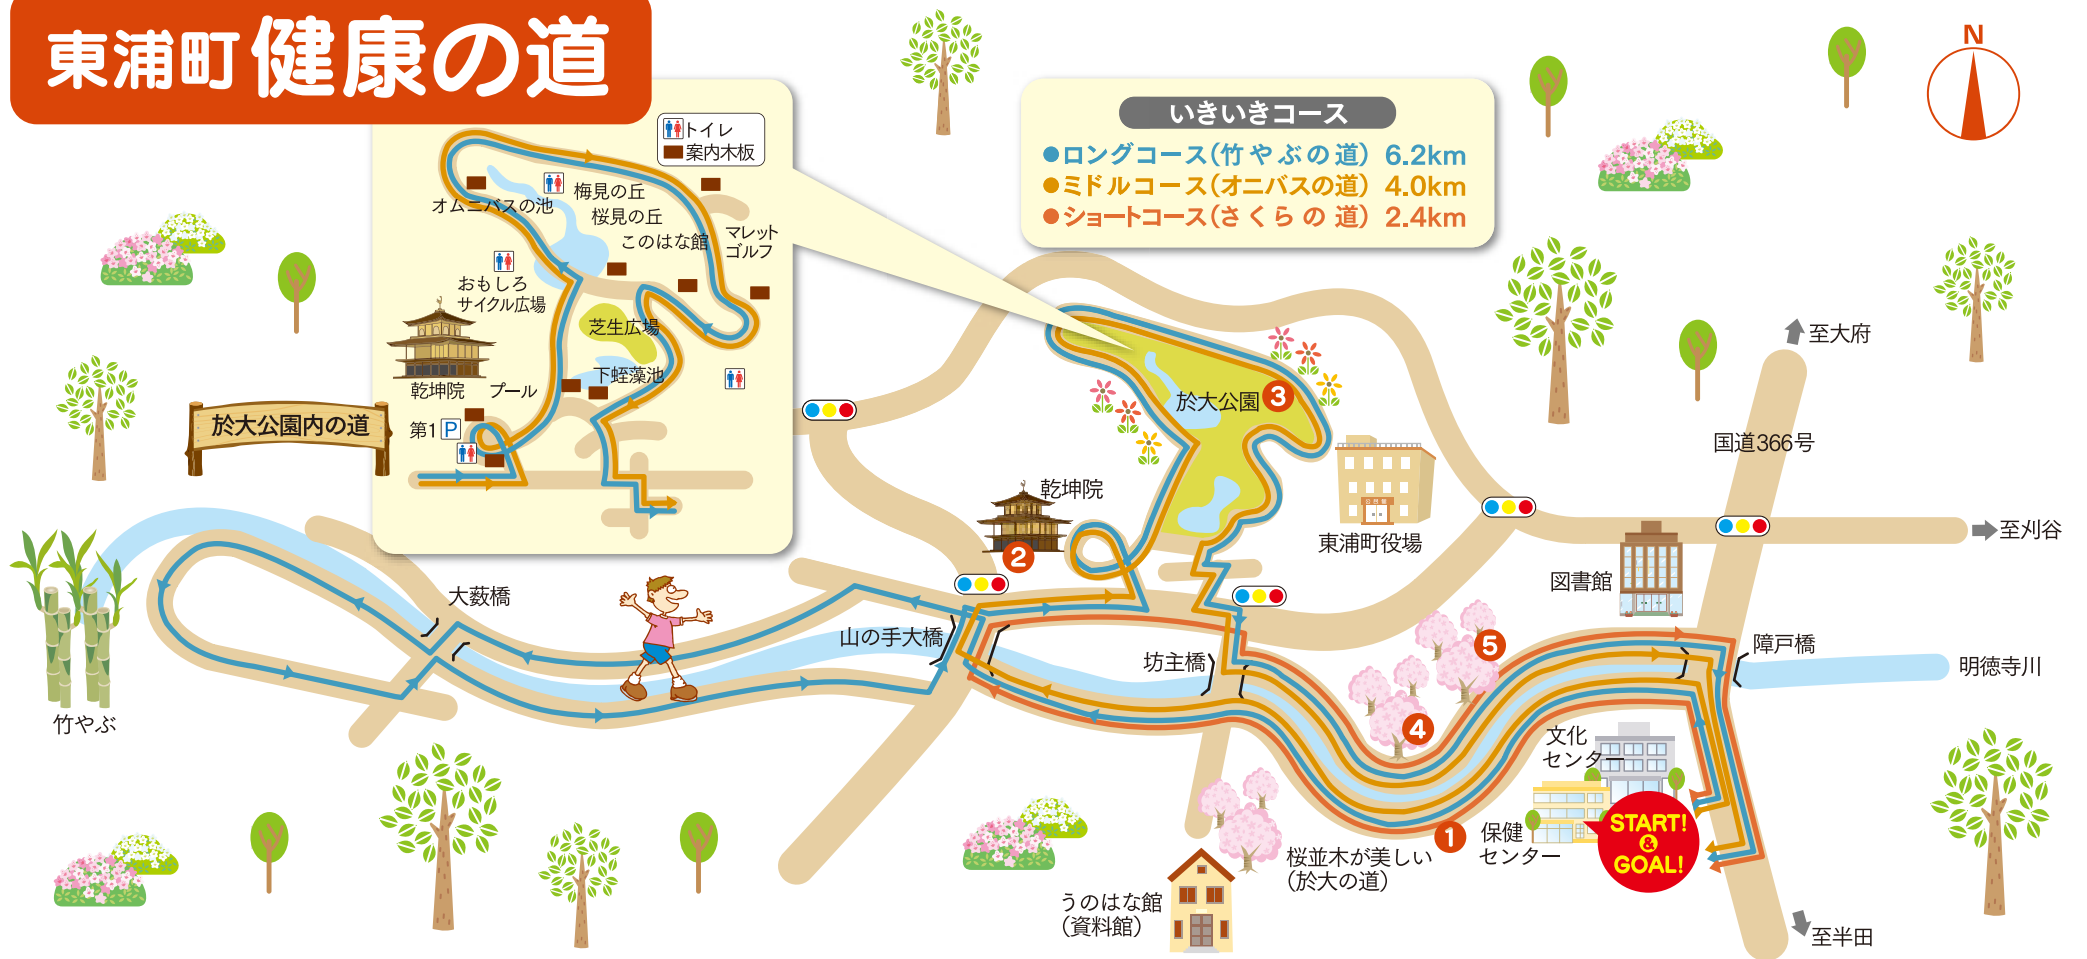 東浦町 健康の道
N
いきいきコース
●ロングコース(竹やぶの道) 6.2km
●ミドルコース(オニバスの道) 4.0km
●ショートコース(さくらの道) 2.4km
トイレ
案内木板
梅見の丘
オムニバスの池
桜見の丘
このはな館
マレット
ゴルフ
おもしろ
サイクル広場
芝生広場
下蛭藻池
乾坤院
プール
第1 P
於大公園内の道
至大府
於大公園
3
国道366号
乾坤院
2
東浦町役場
至刈谷
図書館
大薮橋
山の手大橋
坊主橋
5
障戸橋
明徳寺川
竹やぶ
4
文化
センター
1
保健
センター
START!
&
GOAL!
桜並木が美しい
(於大の道)
うのはな館
(資料館)
至半田